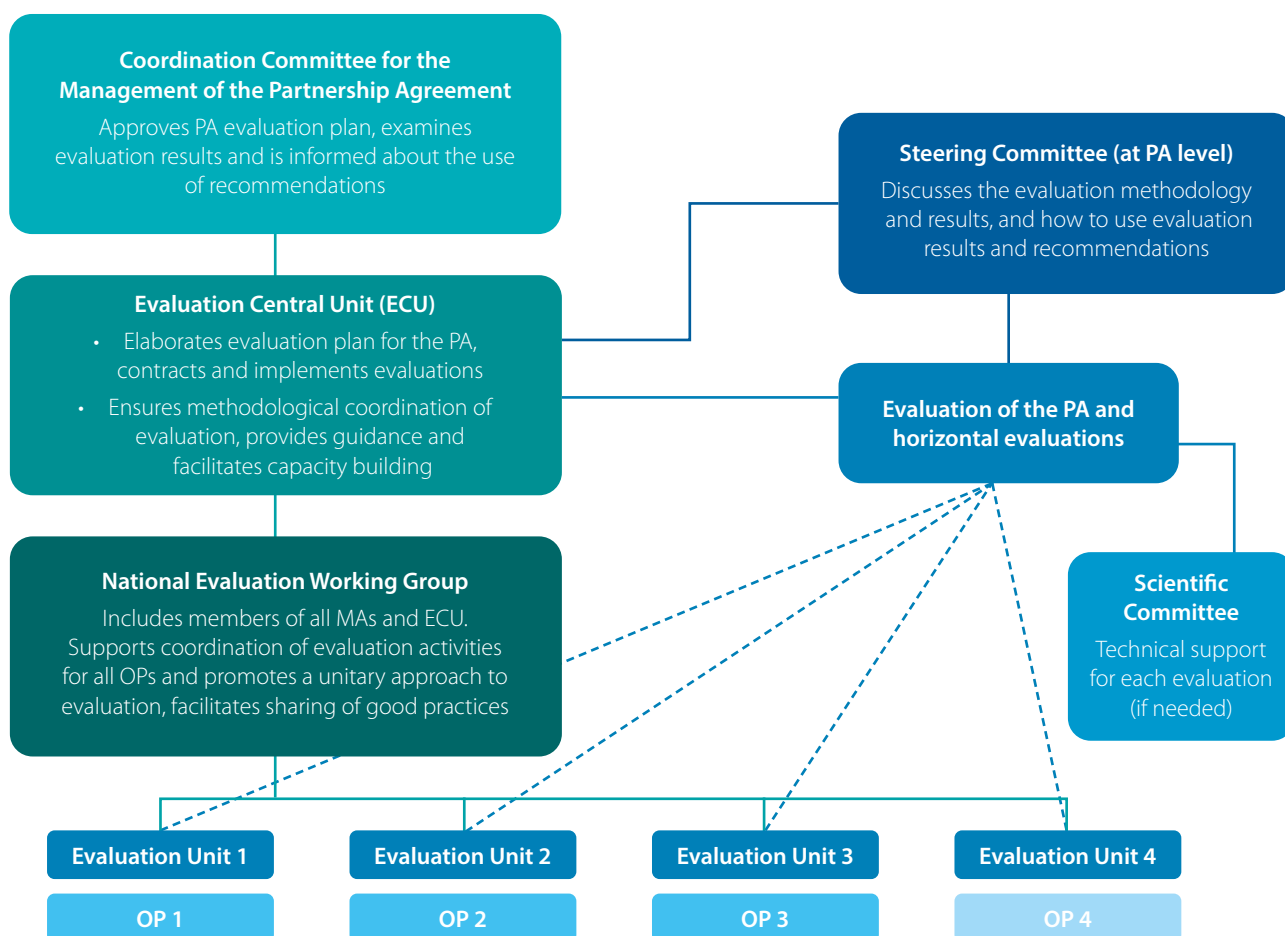 Coordination Committee for the
Management of the Partnership Agreement
Approves PA evaluation plan, examines
evaluation results and is informed about the use
of recommendations
Steering Committee (at PA level)
Discusses the evaluation methodology
and results, and how to use evaluation
results and recommendations
Evaluation Central Unit (ECU)
• Elaborates evaluation plan for the PA,
contracts and implements evaluations
• Ensures methodological coordination of
evaluation, provides guidance and
facilitates capacity building
Evaluation of the PA and
horizontal evaluations
National Evaluation Working Group
Includes members of all MAs and ECU.
Supports coordination of evaluation activities
for all OPs and promotes a unitary approach to
evaluation, facilitates sharing of good practices
Scientific
Committee
Technical support
for each evaluation
(if needed)
Evaluation Unit 1
Evaluation Unit 2
Evaluation Unit 3
Evaluation Unit 4
OP 1
OP 2
OP 3
OP 4